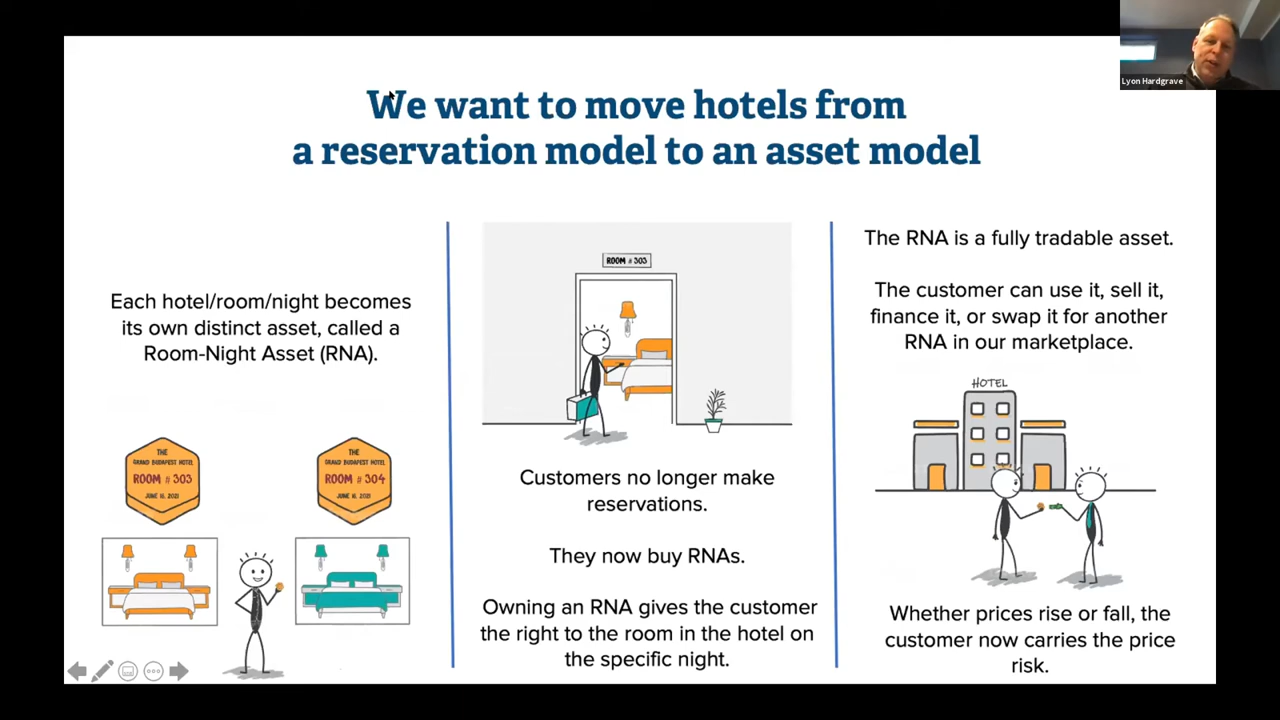 Lyon Hardgrave
We want to move hotels from
a reservation model to an asset model
Each hotel/room/night becomes
its own distinct asset, called a
Room-Night Asset (RNA).
THE
GRAND BUDAPEST HOTEL
ROOM # 303
JUNE 16, 2021
THE
GRAND BUDAPEST HOTEL
ROOM # 304
JUNE 16, 2021
ROOM # 303
Customers no longer make
reservations.
They now buy RNAs.
Owning an RNA gives the customer
the right to the room in the hotel on
the specific night.
The RNA is a fully tradable asset.
The customer can use it, sell it,
finance it, or swap it for another
RNA in our marketplace.
HOTEL
Whether prices rise or fall, the
customer now carries the price
risk.